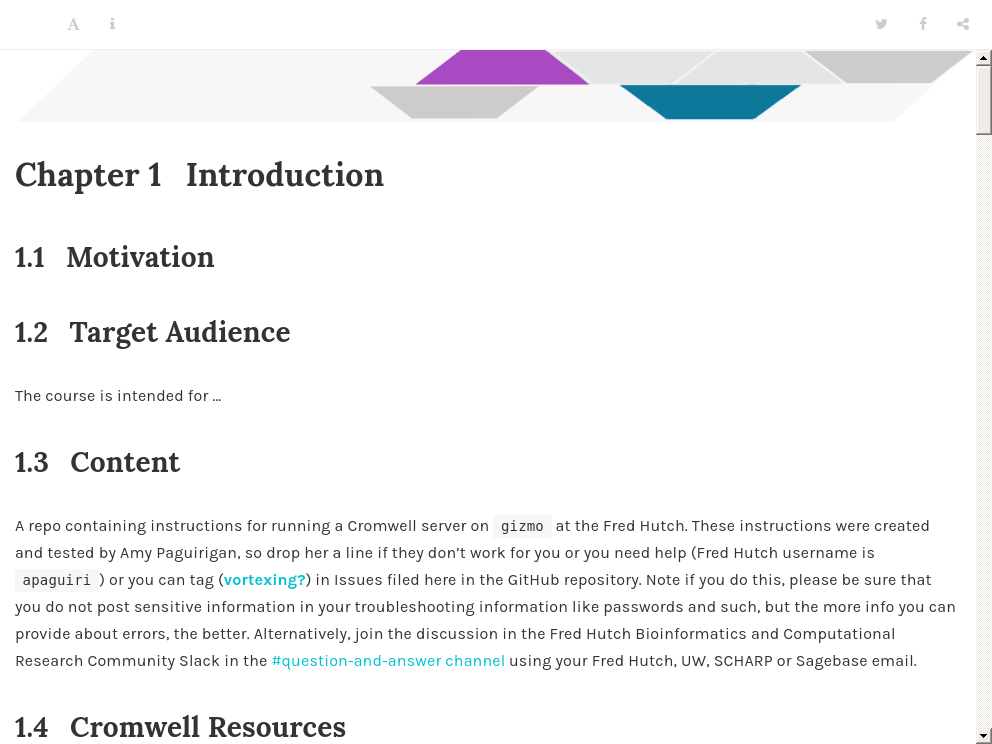 Chapter 1 Introduction
1.1 Motivation
1.2 Target Audience
The course is intended for …
1.3 Content
A repo containing instructions for running a Cromwell server on gizmo at the Fred Hutch. These instructions were created
and tested by Amy Paguirigan, so drop her a line if they don’t work for you or you need help (Fred Hutch username is
apaguiri ) or you can tag (vortexing?) in Issues filed here in the GitHub repository. Note if you do this, please be sure that
you do not post sensitive information in your troubleshooting information like passwords and such, but the more info you can
provide about errors, the better. Alternatively, join the discussion in the Fred Hutch Bioinformatics and Computational
Research Community Slack in the #question-and-answer channel using your Fred Hutch, UW, SCHARP or Sagebase email.
1.4 Cromwell Resources